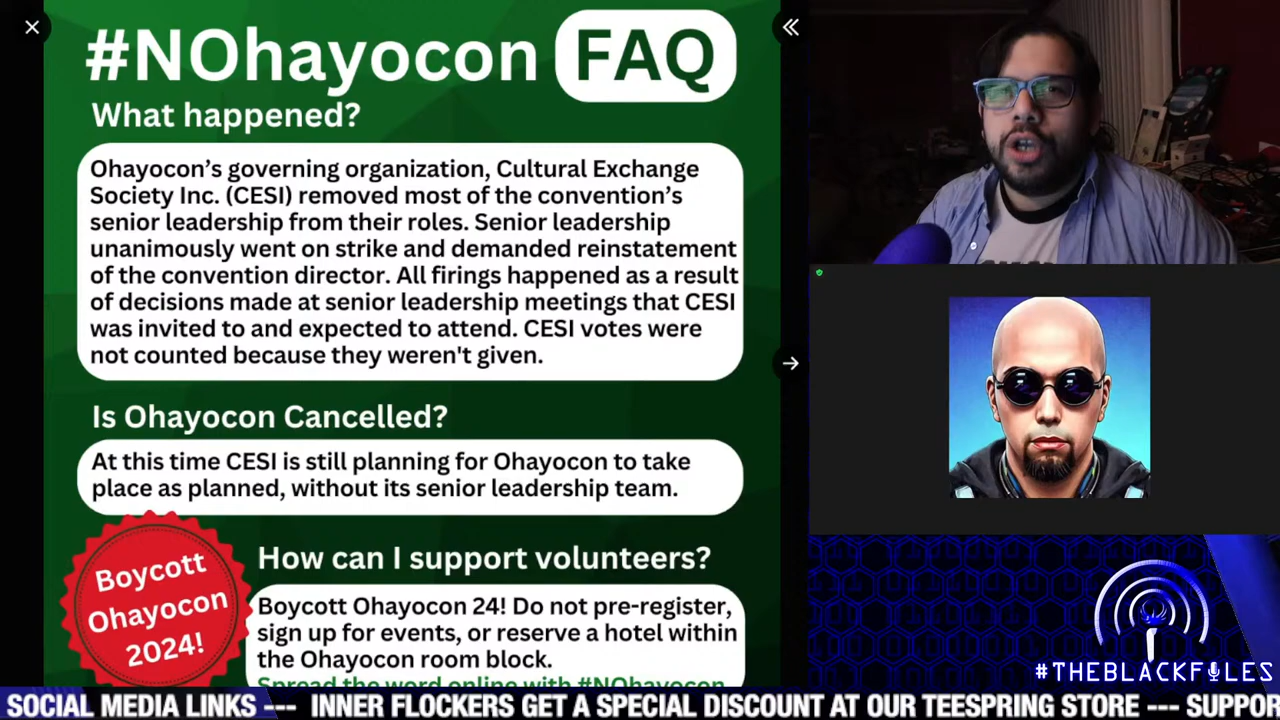 #NOhayocon FAQ
What happened?
Ohayocon’s governing organization, Cultural Exchange
Society Inc. (CESI) removed most of the convention’s
senior leadership from their roles. Senior leadership
unanimously went on strike and demanded reinstatement
of the convention director. All firings happened as a result
of decisions made at senior leadership meetings that CESI
was invited to and expected to attend. CESI votes were
not counted because they weren't given.
Is Ohayocon Cancelled?
At this time CESI is still planning for Ohayocon to take
place as planned, without its senior leadership team.
Boycott
Ohayocon
2024!
How can I support volunteers?
Boycott Ohayocon 24! Do not pre-register,
sign up for events, or reserve a hotel within
the Ohayocon room block.
Spread the word online with #NOhayocon
#THEBLACKFILES
SOCIAL MEDIA LINKS --- INNER FLOCKERS GET A SPECIAL DISCOUNT AT OUR TEESPRING STORE --- SUPPOR